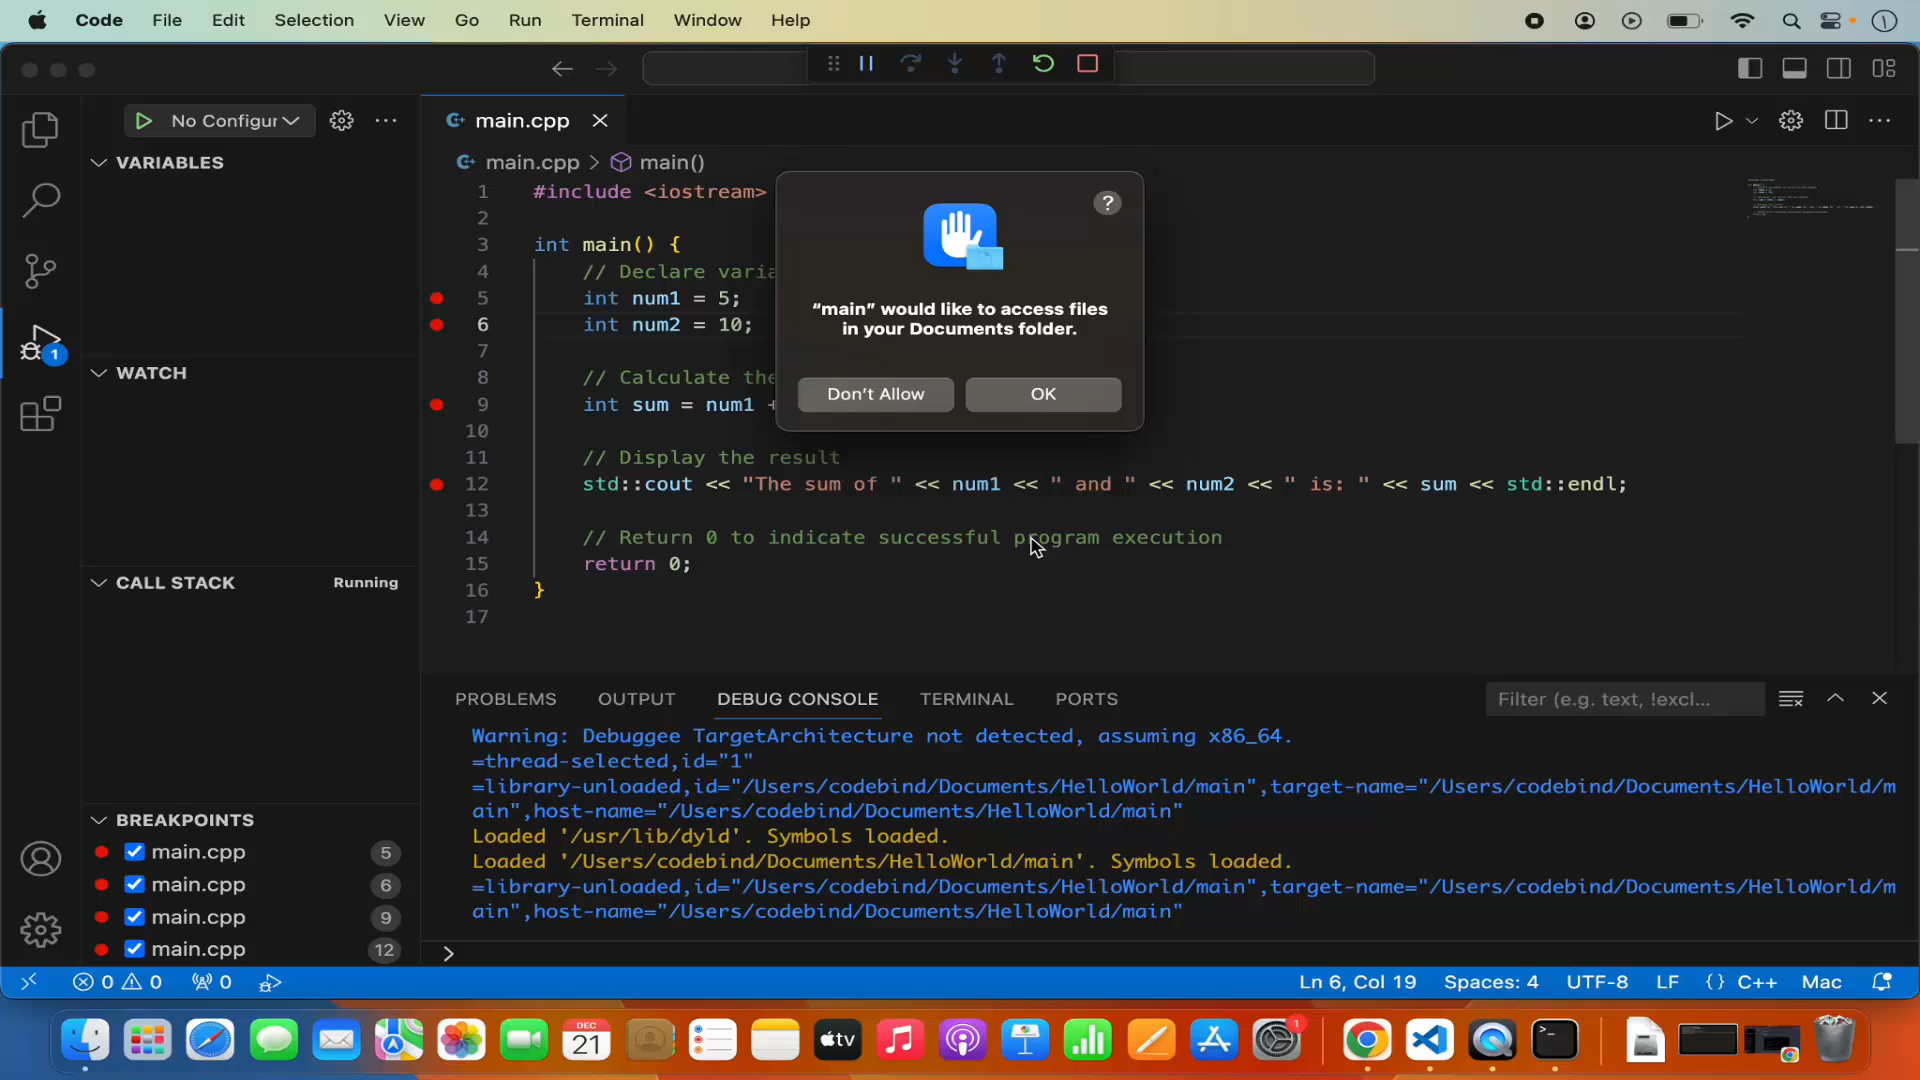 Code File Edit Selection View Go Run Terminal Window Help
No Configur
main.cpp
VARIABLES
main.cpp > main()
1 #include <iostream>
2
3 int main() {
4 // Declare varia
5 int num1 = 5;
6 int num2 = 10;
7
8 // Calculate the
9 int sum = num1 +
10
11 // Display the result
12 std::cout << "The sum of " << num1 << " and " << num2 << " is: " << sum << std::endl;
13
14 // Return 0 to indicate successful program execution
15 return 0;
16 }
17
?
“main” would like to access files
in your Documents folder.
Don’t Allow OK
1
WATCH
CALL STACK Running
BREAKPOINTS
main.cpp 5
main.cpp 6
main.cpp 9
main.cpp 12
PROBLEMS OUTPUT DEBUG CONSOLE TERMINAL PORTS
Filter (e.g. text, !excl...
Warning: Debuggee TargetArchitecture not detected, assuming x86_64.
=thread-selected,id="1"
=library-unloaded,id="/Users/codebind/Documents/HelloWorld/main",target-name="/Users/codebind/Documents/HelloWorld/m
ain",host-name="/Users/codebind/Documents/HelloWorld/main"
Loaded '/usr/lib/dyld'. Symbols loaded.
Loaded '/Users/codebind/Documents/HelloWorld/main'. Symbols loaded.
=library-unloaded,id="/Users/codebind/Documents/HelloWorld/main",target-name="/Users/codebind/Documents/HelloWorld/m
ain",host-name="/Users/codebind/Documents/HelloWorld/main"
>
0 0 0 Ln 6, Col 19 Spaces: 4 UTF-8 LF {} C++ Mac
DEC
21
tv
1